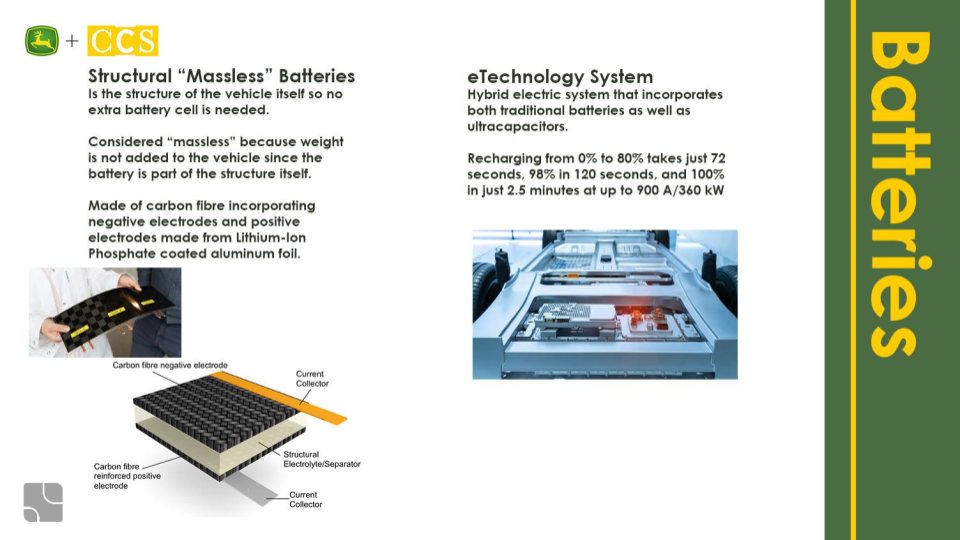 + CCS
Structural “Massless” Batteries
Is the structure of the vehicle itself so no
extra battery cell is needed.
Considered “massless” because weight
is not added to the vehicle since the
battery is part of the structure itself.
Made of carbon fibre incorporating
negative electrodes and positive
electrodes made from Lithium-Ion
Phosphate coated aluminum foil.
Carbon fibre negative electrode
Current
Collector
Structural
Electrolyte/Separator
Carbon fibre
reinforced positive
electrode
Current
Collector
eTechnology System
Hybrid electric system that incorporates
both traditional batteries as well as
ultracapacitors.
Recharging from 0% to 80% takes just 72
seconds, 98% in 120 seconds, and 100%
in just 2.5 minutes at up to 900 A/360 kW
Batteries